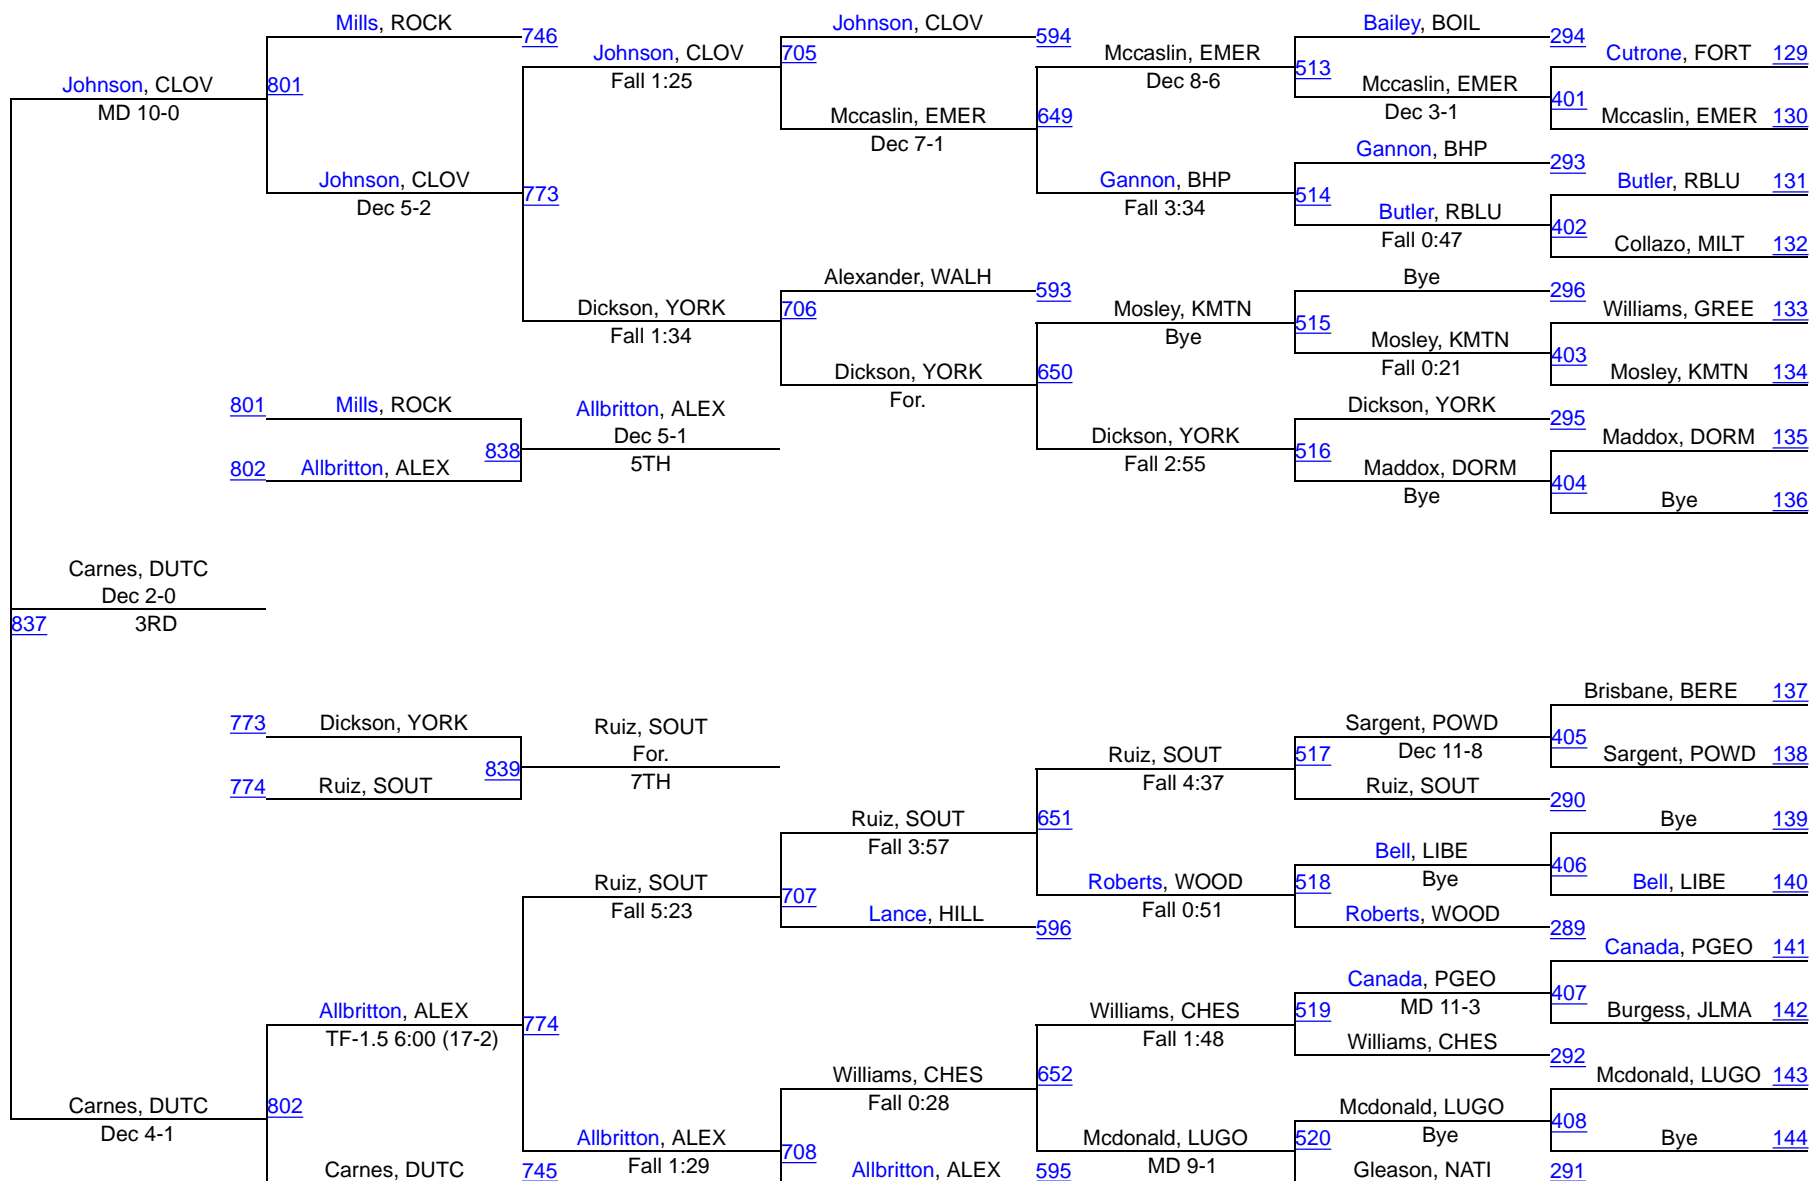 Mills, ROCK
746
Johnson, CLOV
594
Bailey, BOIL
294
Johnson, CLOV
705
Mccaslin, EMER
Cutrone, FORT 129
Johnson, CLOV
801
Fall 1:25
Dec 8-6
513
Mccaslin, EMER
401
MD 10-0
Mccaslin, EMER
649
Dec 3-1
Mccaslin, EMER 130
Dec 7-1
Gannon, BHP
293
Johnson, CLOV
773
Gannon, BHP
514
Butler, RBLU 131
Dec 5-2
Fall 3:34
Butler, RBLU
402
Fall 0:47
Collazo, MILT 132
Alexander, WALH
593
Bye
296
Dickson, YORK
706
Mosley, KMTN
515
Williams, GREE 133
Fall 1:34
Bye
Mosley, KMTN
403
Dickson, YORK
650
Fall 0:21
Mosley, KMTN 134
For.
801 Mills, ROCK
Allbritton, ALEX
Dickson, YORK
295
Dec 5-1
Dickson, YORK
516
Maddox, DORM 135
838
802 Allbritton, ALEX
5TH
Fall 2:55
Maddox, DORM
404
Bye
Bye 136
Carnes, DUTC
Dec 2-0
837
3RD
Brisbane, BERE 137
773 Dickson, YORK
Ruiz, SOUT
Sargent, POWD
405
For.
Ruiz, SOUT
517
Dec 11-8
Sargent, POWD 138
839
774 Ruiz, SOUT
7TH
Fall 4:37
Ruiz, SOUT
290
Ruiz, SOUT
651
Bye 139
Fall 3:57
Bell, LIBE
406
Ruiz, SOUT
707
Roberts, WOOD
518
Bye
Bell, LIBE 140
Fall 5:23
Lance, HILL
596
Fall 0:51
Roberts, WOOD
289
Canada, PGEO 141
Canada, PGEO
407
Allbritton, ALEX
774
Williams, CHES
519
MD 11-3
Burgess, JLMA 142
TF-1.5 6:00 (17-2)
Fall 1:48
Williams, CHES
292
Williams, CHES
652
Mcdonald, LUGO 143
Carnes, DUTC
802
Fall 0:28
Mcdonald, LUGO
408
Dec 4-1
Allbritton, ALEX
708
Mcdonald, LUGO
520
Bye
Bye 144
Carnes, DUTC
745
Fall 1:29
Allbritton, ALEX
595
MD 9-1
Gleason, NATI
291